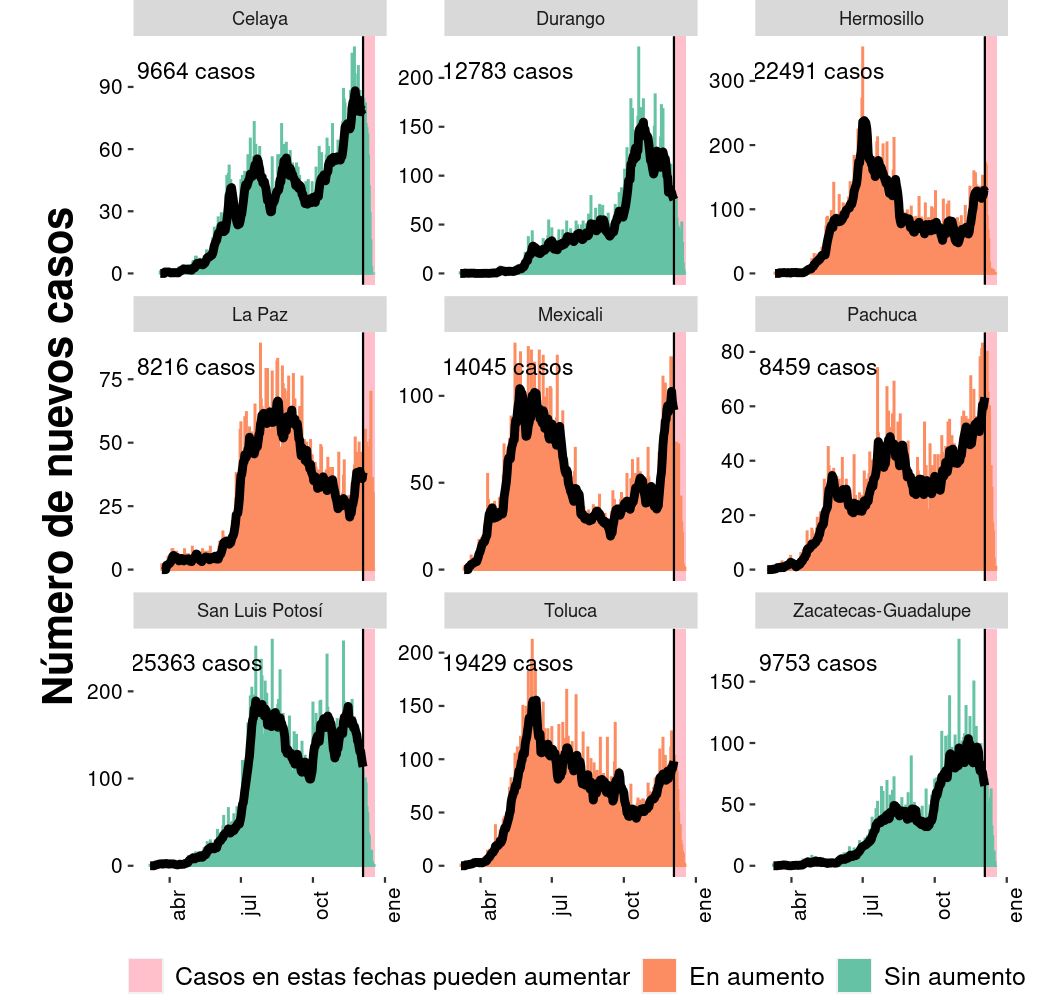 Número de nuevos casos
Celaya
9664 casos
90
60
30
0
Durango
12783 casos
200
150
100
50
0
Hermosillo
22491 casos
300
200
100
0
La Paz
8216 casos
75
50
25
0
Mexicali
14045 casos
100
50
0
Pachuca
8459 casos
80
60
40
20
0
San Luis Potosí
25363 casos
200
100
0
abr
jul
oct
ene
Toluca
19429 casos
200
150
100
50
0
abr
jul
oct
ene
Zacatecas-Guadalupe
9753 casos
150
100
50
0
abr
jul
oct
ene
Casos en estas fechas pueden aumentar
En aumento
Sin aumento